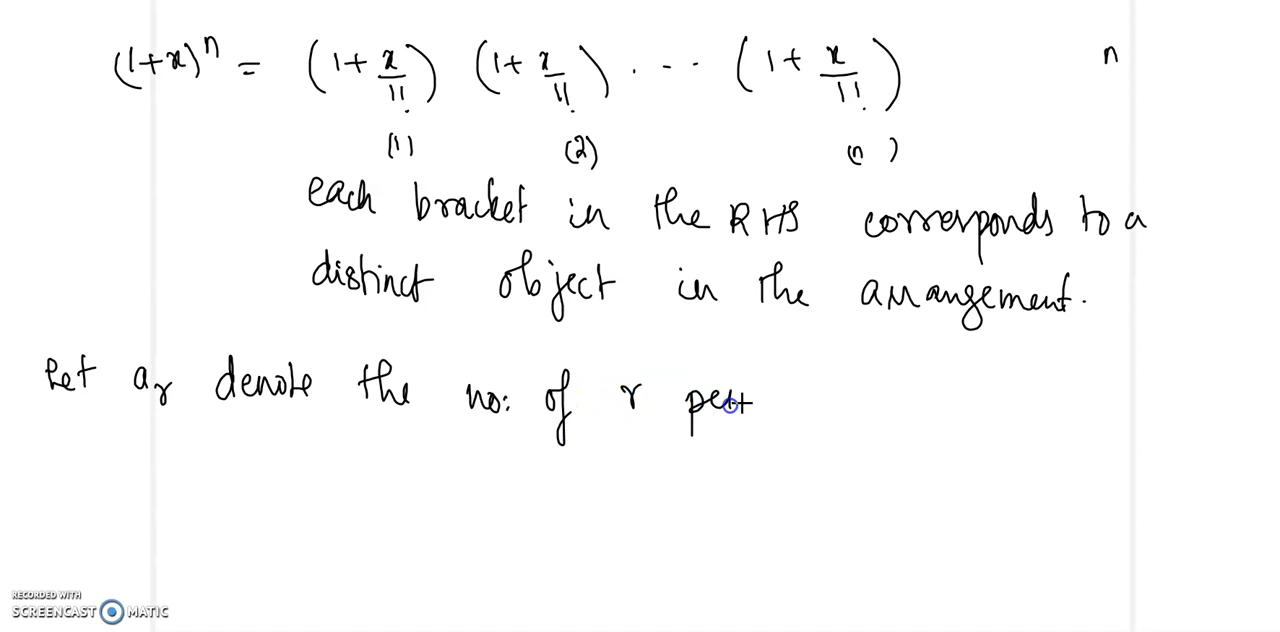 (1+x)^n = (1 + x/1!) (1 + x/1!) . - - (1 + x/1!) n
(1) (2) (n)
each bracket in the RHS corresponds to a
distinct object in the arrangement.
Let a_r denote the no: of r per
RECORDED WITH
SCREENCAST MATIC